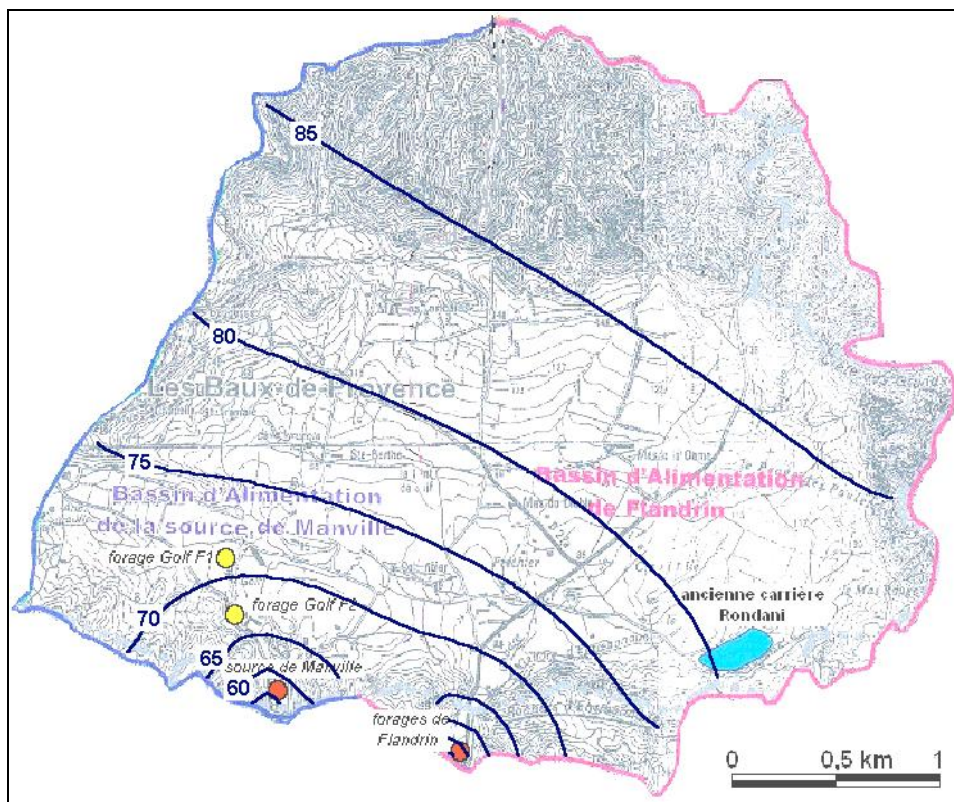 85
80
Les Baux-de-Provence
75
Bassin d'Alimentation
de la source de Manville
Bassin d'Alimentation
de Flandrin
forage Golf F1
forage Golf F2
70
ancienne carrière
Rondani
65
source de Manville
60
forages de
Flandrin
0 0,5 km 1